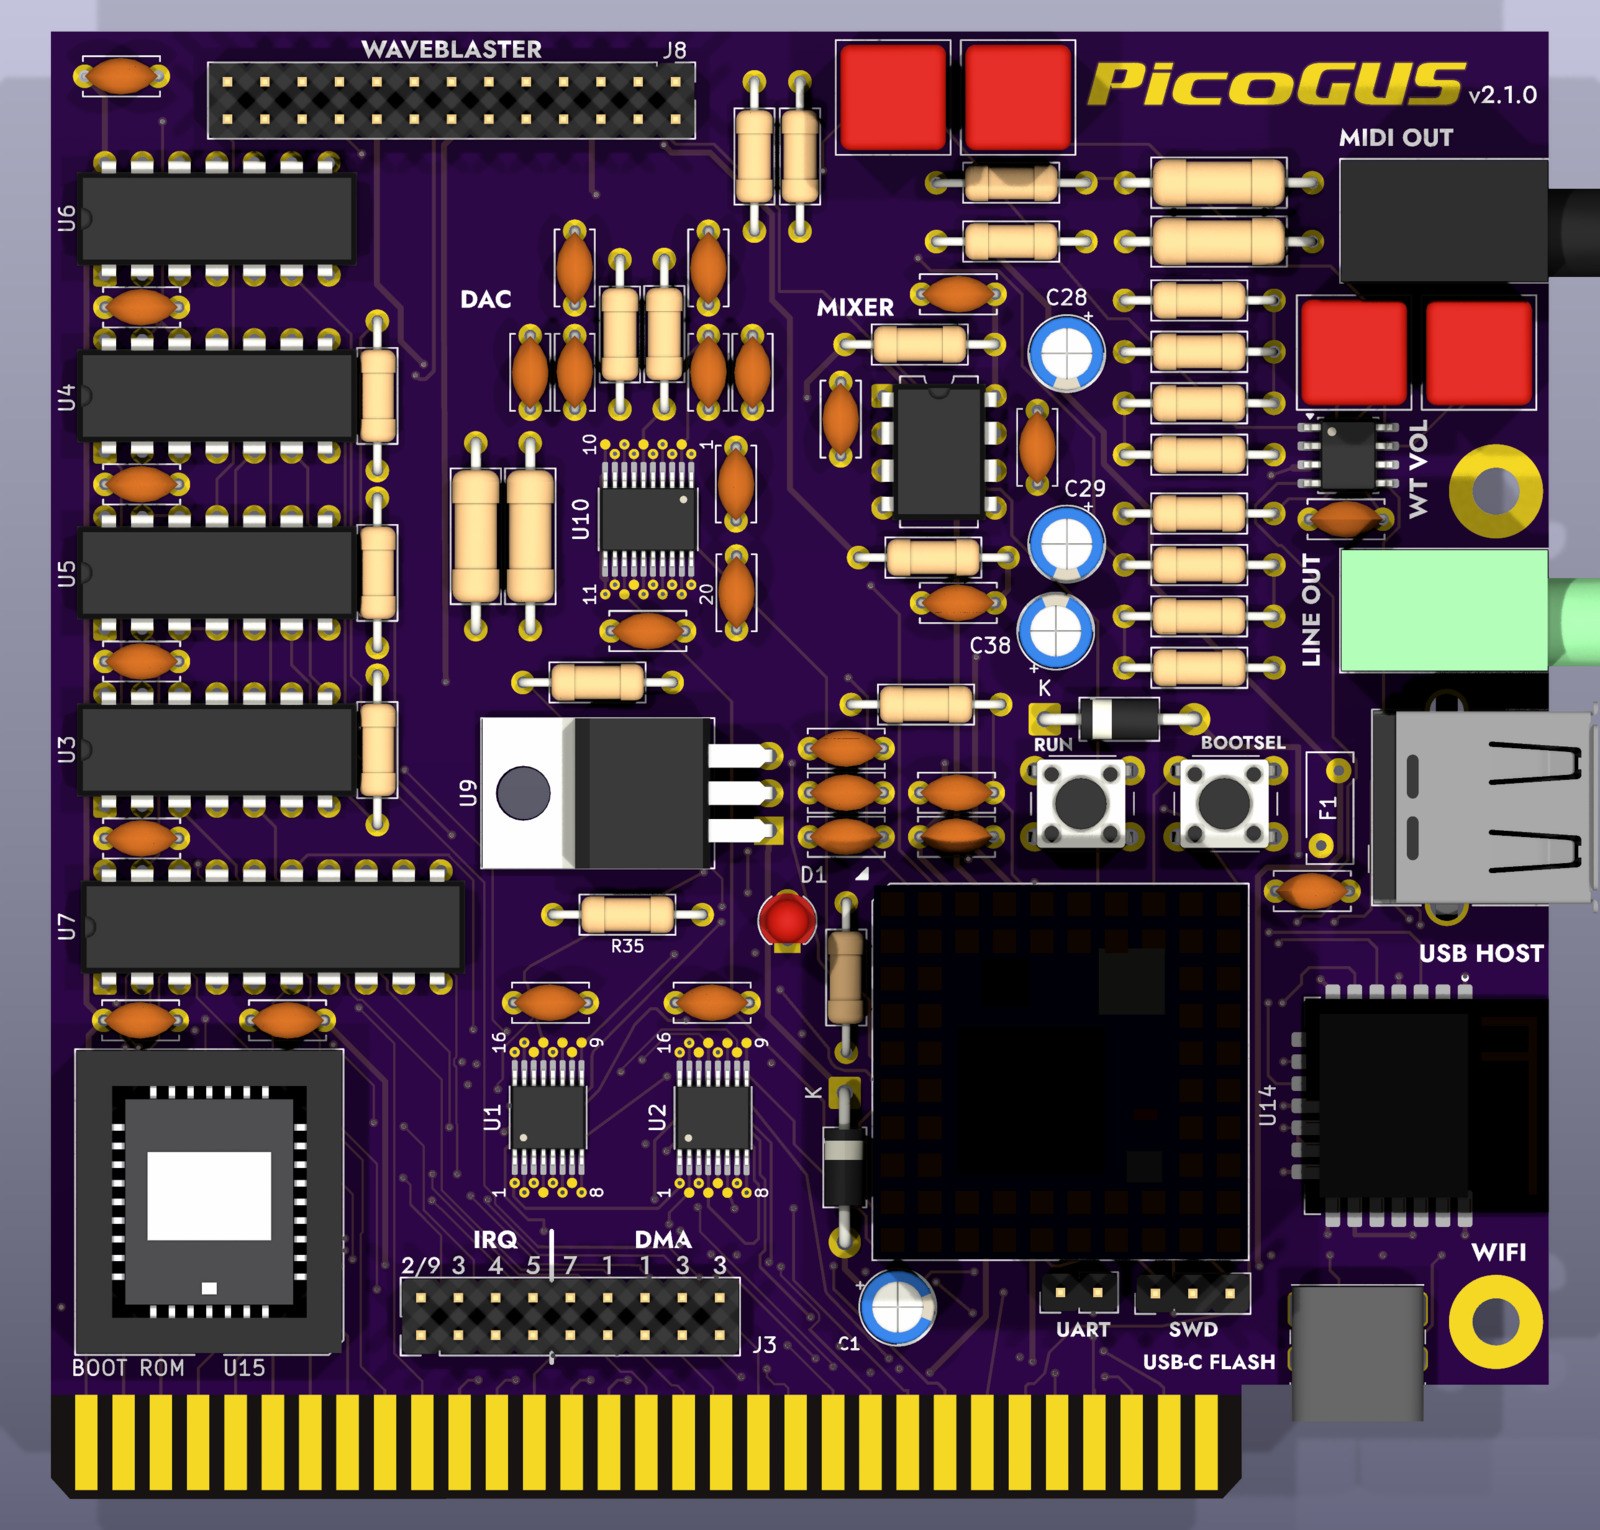 WAVEBLASTER J8
PicoGUS v2.1.0
MIDI OUT
U6
DAC
MIXER
C28
U4
WT VOL
10 1
C29
U10
U5
11 20
LINE OUT
C38
K
U3
RUN
BOOTSEL
U9
F1
D1
U7
R35
USB HOST
16 9
16 9
K
U14
U1
U2
1 8
1 8
IRQ DMA
2/9 3 4 5 7 1 1 3 3
WIFI
J3
C1
UART
SWD
USB-C FLASH
BOOT ROM U15